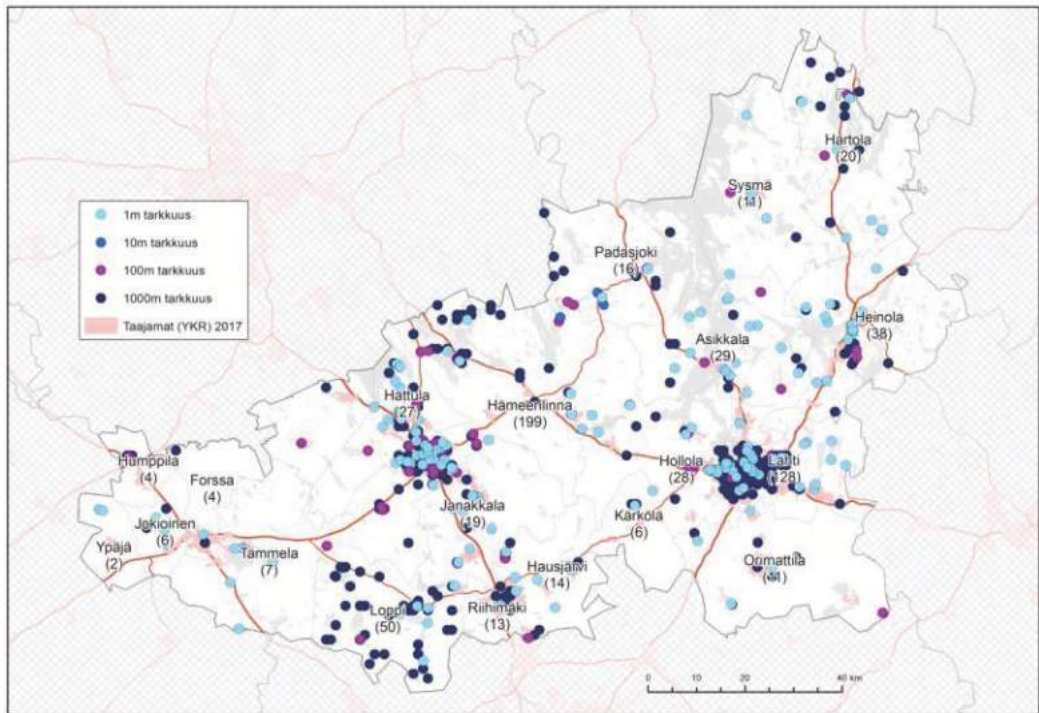 1m tarkkuus
10m tarkkuus
100m tarkkuus
1000m tarkkuus
Taajamat (YKR) 2017
Hartola
(20)
Sysmä
(11)
Padasjoki
(16)
Heinola
(38)
Asikkala
(29)
Hattula
(27)
Hämeenlinna
(199)
Humppila
(4)
Forssa
(4)
Hollola
(28)
Lahti
(128)
Janakkala
(19)
Kärkölä
(6)
Jokioinen
(6)
Ypäjä
(2)
Tammela
(7)
Hausjärvi
(14)
Orimattila
Loppi
(50)
Riihimäki
(13)
0 10 20 40 km